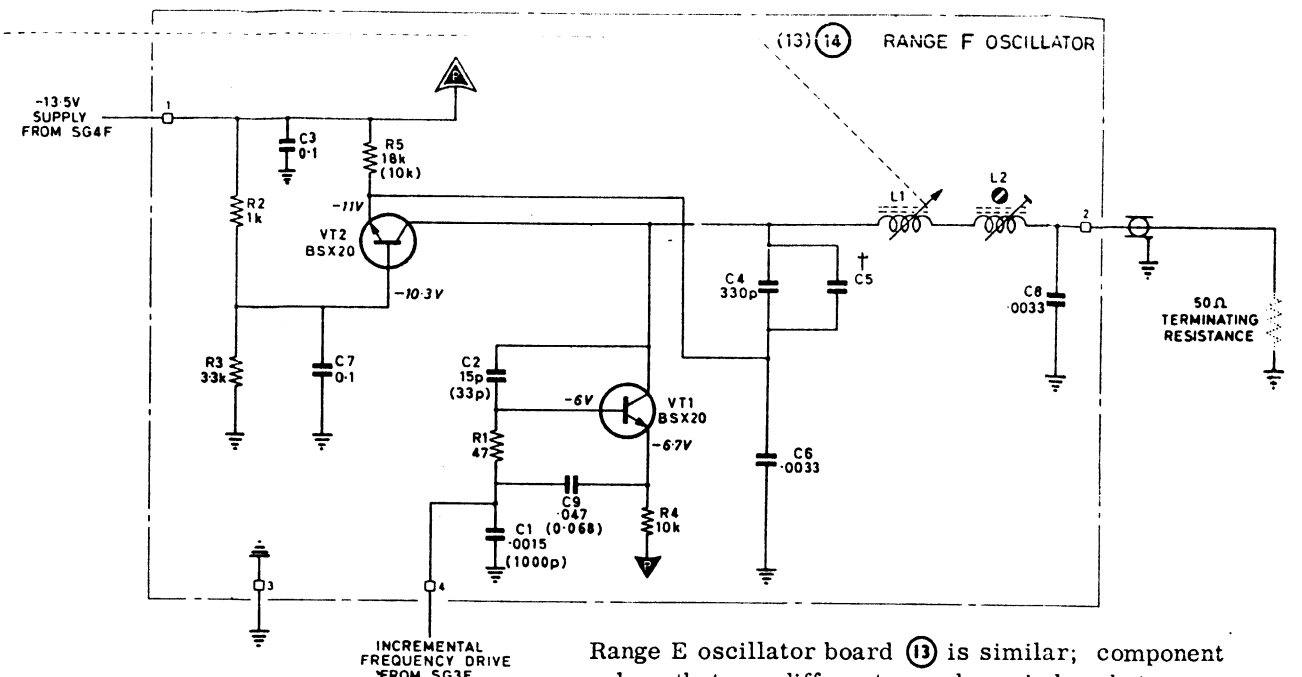 (13) 14 RANGE F OSCILLATOR
P
-13·5V
SUPPLY
FROM SG4F
1
C3
0·1
R5
18k
(10k)
R2
1k
-11V
VT2
BSX20
-10·3V
L1
L2
2
C4
330p
†
C5
C8
·0033
50Ω
TERMINATING
RESISTANCE
R3
3·3k
C7
0·1
C2
15p
(33p)
-6V
VT1
BSX20
-6·7V
R1
47
C9
·047
(0·068)
R4
10k
C6
·0033
C1
·0015
(1000p)
P
3
4
INCREMENTAL
FREQUENCY DRIVE
FROM SG3F
Range E oscillator board 13 is similar; component